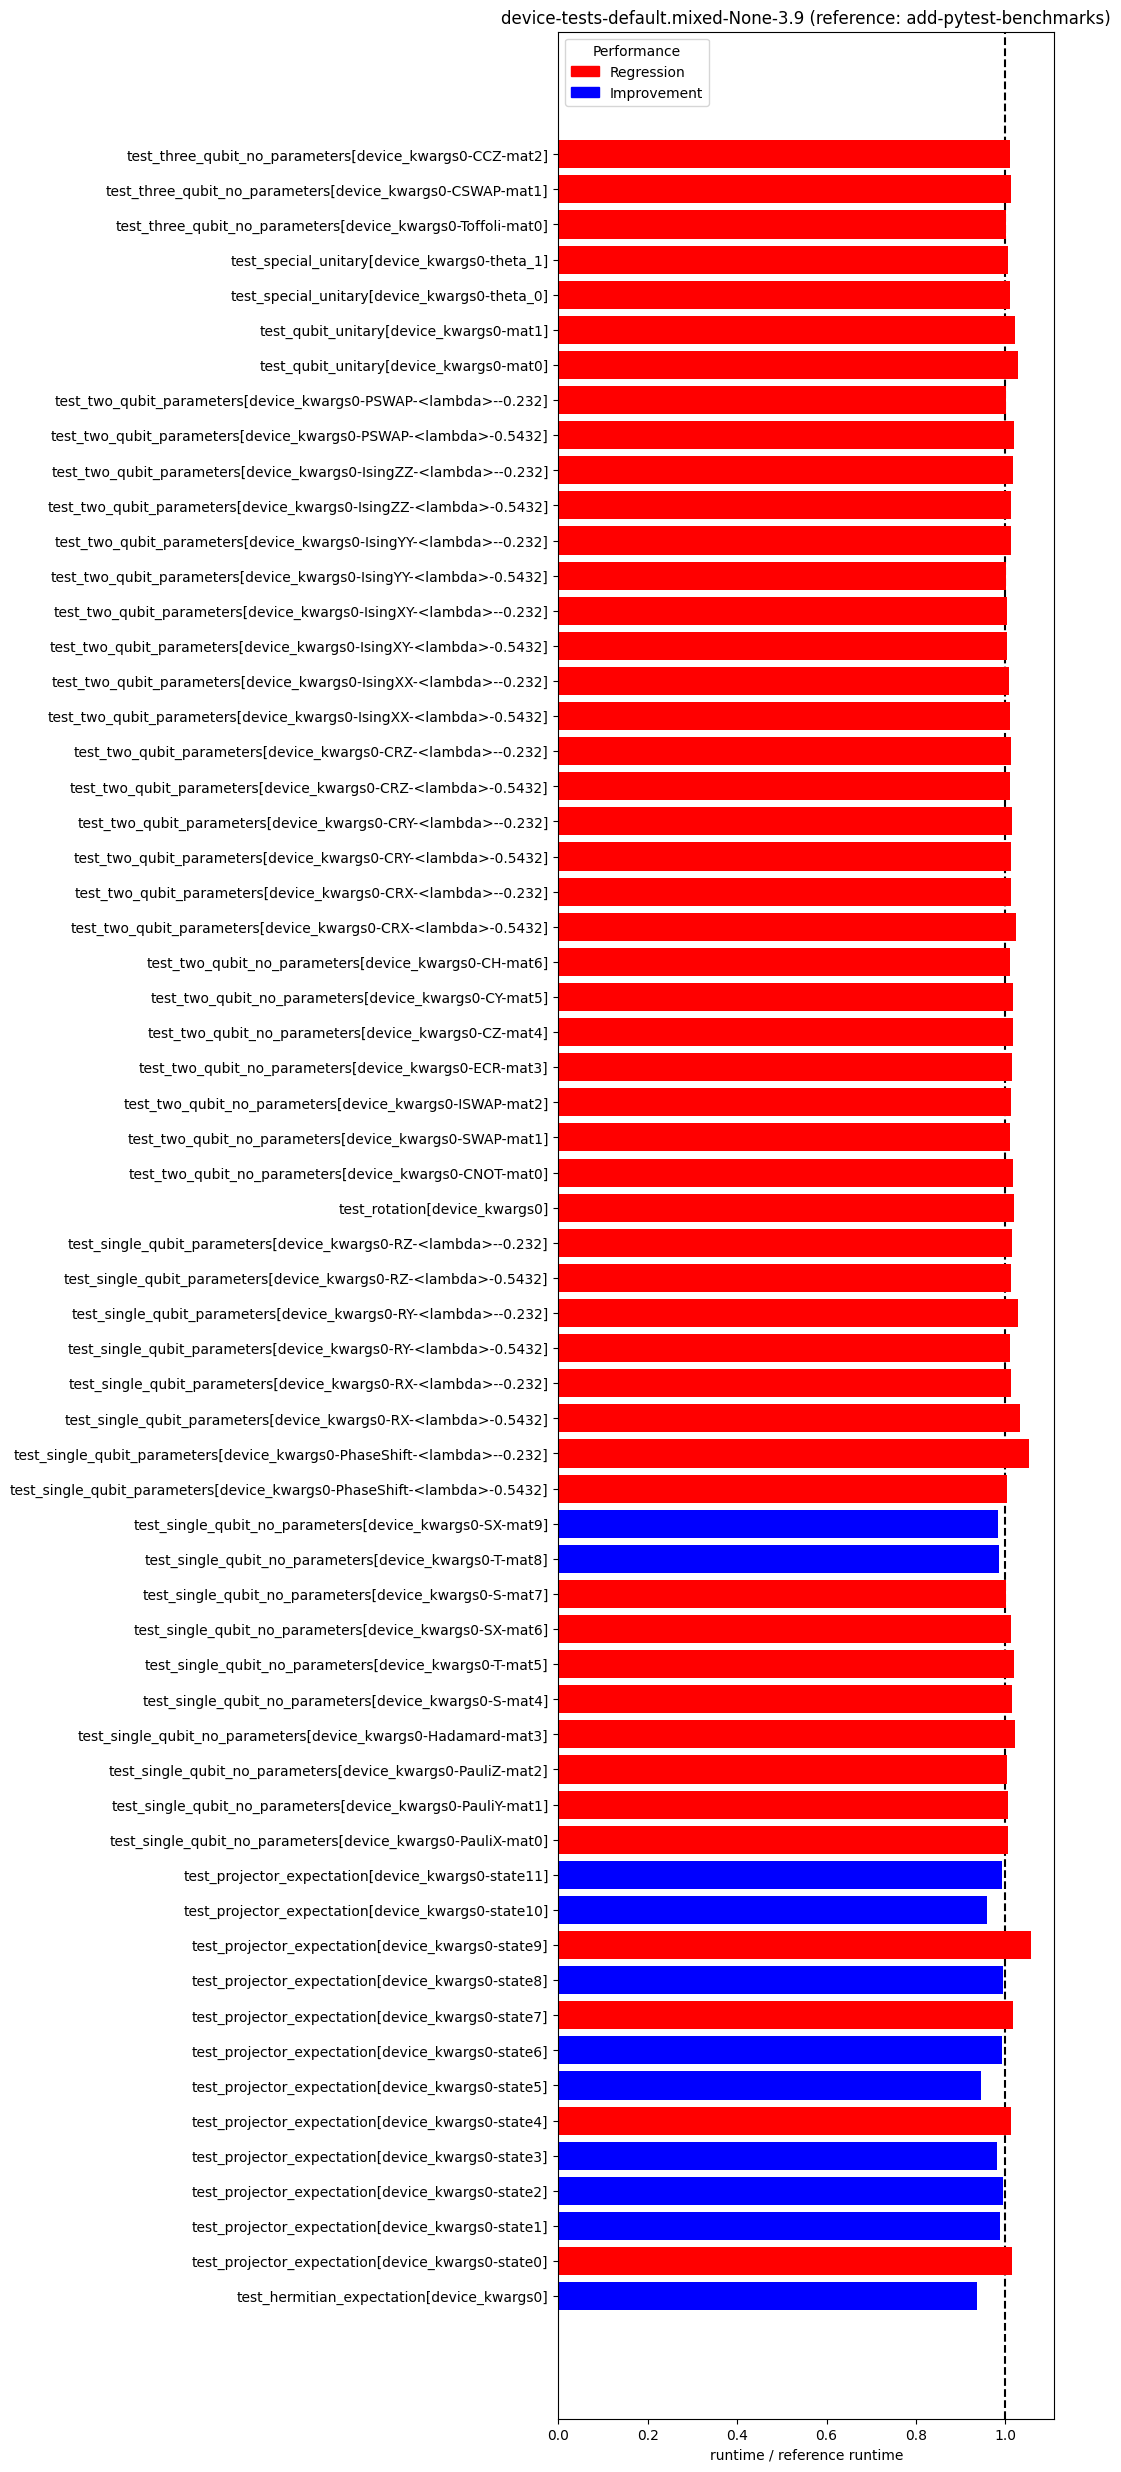 device-tests-default.mixed-None-3.9 (reference: add-pytest-benchmarks)
Performance
Regression
Improvement
test_three_qubit_no_parameters[device_kwargs0-CCZ-mat2]
test_three_qubit_no_parameters[device_kwargs0-CSWAP-mat1]
test_three_qubit_no_parameters[device_kwargs0-Toffoli-mat0]
test_special_unitary[device_kwargs0-theta_1]
test_special_unitary[device_kwargs0-theta_0]
test_qubit_unitary[device_kwargs0-mat1]
test_qubit_unitary[device_kwargs0-mat0]
test_two_qubit_parameters[device_kwargs0-PSWAP-<lambda>--0.232]
test_two_qubit_parameters[device_kwargs0-PSWAP-<lambda>-0.5432]
test_two_qubit_parameters[device_kwargs0-IsingZZ-<lambda>--0.232]
test_two_qubit_parameters[device_kwargs0-IsingZZ-<lambda>-0.5432]
test_two_qubit_parameters[device_kwargs0-IsingYY-<lambda>--0.232]
test_two_qubit_parameters[device_kwargs0-IsingYY-<lambda>-0.5432]
test_two_qubit_parameters[device_kwargs0-IsingXY-<lambda>--0.232]
test_two_qubit_parameters[device_kwargs0-IsingXY-<lambda>-0.5432]
test_two_qubit_parameters[device_kwargs0-IsingXX-<lambda>--0.232]
test_two_qubit_parameters[device_kwargs0-IsingXX-<lambda>-0.5432]
test_two_qubit_parameters[device_kwargs0-CRZ-<lambda>--0.232]
test_two_qubit_parameters[device_kwargs0-CRZ-<lambda>-0.5432]
test_two_qubit_parameters[device_kwargs0-CRY-<lambda>--0.232]
test_two_qubit_parameters[device_kwargs0-CRY-<lambda>-0.5432]
test_two_qubit_parameters[device_kwargs0-CRX-<lambda>--0.232]
test_two_qubit_parameters[device_kwargs0-CRX-<lambda>-0.5432]
test_two_qubit_no_parameters[device_kwargs0-CH-mat6]
test_two_qubit_no_parameters[device_kwargs0-CY-mat5]
test_two_qubit_no_parameters[device_kwargs0-CZ-mat4]
test_two_qubit_no_parameters[device_kwargs0-ECR-mat3]
test_two_qubit_no_parameters[device_kwargs0-ISWAP-mat2]
test_two_qubit_no_parameters[device_kwargs0-SWAP-mat1]
test_two_qubit_no_parameters[device_kwargs0-CNOT-mat0]
test_rotation[device_kwargs0]
test_single_qubit_parameters[device_kwargs0-RZ-<lambda>--0.232]
test_single_qubit_parameters[device_kwargs0-RZ-<lambda>-0.5432]
test_single_qubit_parameters[device_kwargs0-RY-<lambda>--0.232]
test_single_qubit_parameters[device_kwargs0-RY-<lambda>-0.5432]
test_single_qubit_parameters[device_kwargs0-RX-<lambda>--0.232]
test_single_qubit_parameters[device_kwargs0-RX-<lambda>-0.5432]
test_single_qubit_parameters[device_kwargs0-PhaseShift-<lambda>--0.232]
test_single_qubit_parameters[device_kwargs0-PhaseShift-<lambda>-0.5432]
test_single_qubit_no_parameters[device_kwargs0-SX-mat9]
test_single_qubit_no_parameters[device_kwargs0-T-mat8]
test_single_qubit_no_parameters[device_kwargs0-S-mat7]
test_single_qubit_no_parameters[device_kwargs0-SX-mat6]
test_single_qubit_no_parameters[device_kwargs0-T-mat5]
test_single_qubit_no_parameters[device_kwargs0-S-mat4]
test_single_qubit_no_parameters[device_kwargs0-Hadamard-mat3]
test_single_qubit_no_parameters[device_kwargs0-PauliZ-mat2]
test_single_qubit_no_parameters[device_kwargs0-PauliY-mat1]
test_single_qubit_no_parameters[device_kwargs0-PauliX-mat0]
test_projector_expectation[device_kwargs0-state11]
test_projector_expectation[device_kwargs0-state10]
test_projector_expectation[device_kwargs0-state9]
test_projector_expectation[device_kwargs0-state8]
test_projector_expectation[device_kwargs0-state7]
test_projector_expectation[device_kwargs0-state6]
test_projector_expectation[device_kwargs0-state5]
test_projector_expectation[device_kwargs0-state4]
test_projector_expectation[device_kwargs0-state3]
test_projector_expectation[device_kwargs0-state2]
test_projector_expectation[device_kwargs0-state1]
test_projector_expectation[device_kwargs0-state0]
test_hermitian_expectation[device_kwargs0]
0.0 0.2 0.4 0.6 0.8 1.0
runtime / reference runtime